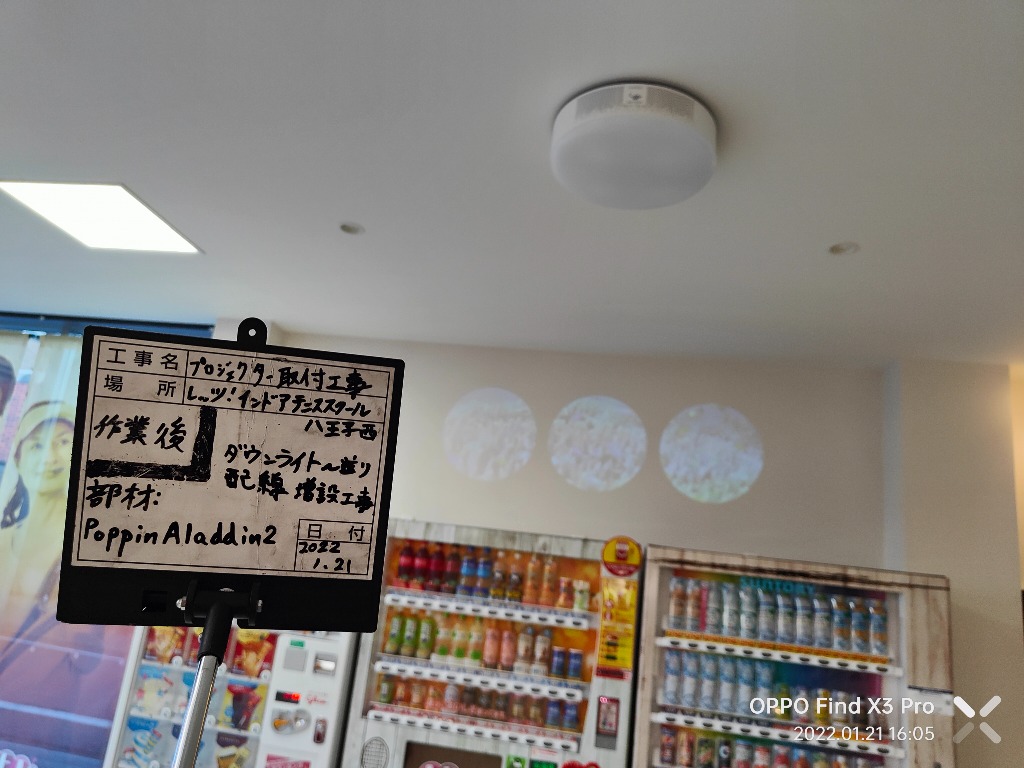 工事名 プロジェクター取付工事
場所 レッツ!インドアテニススクール
八王子西
作業後
ダウンライト〜送り
配線 増設工事
部材:
PoppinAladdin2
日付
2022
1.21
SUNTORY
OPPO Find X3 Pro
2022.01.21 16:05